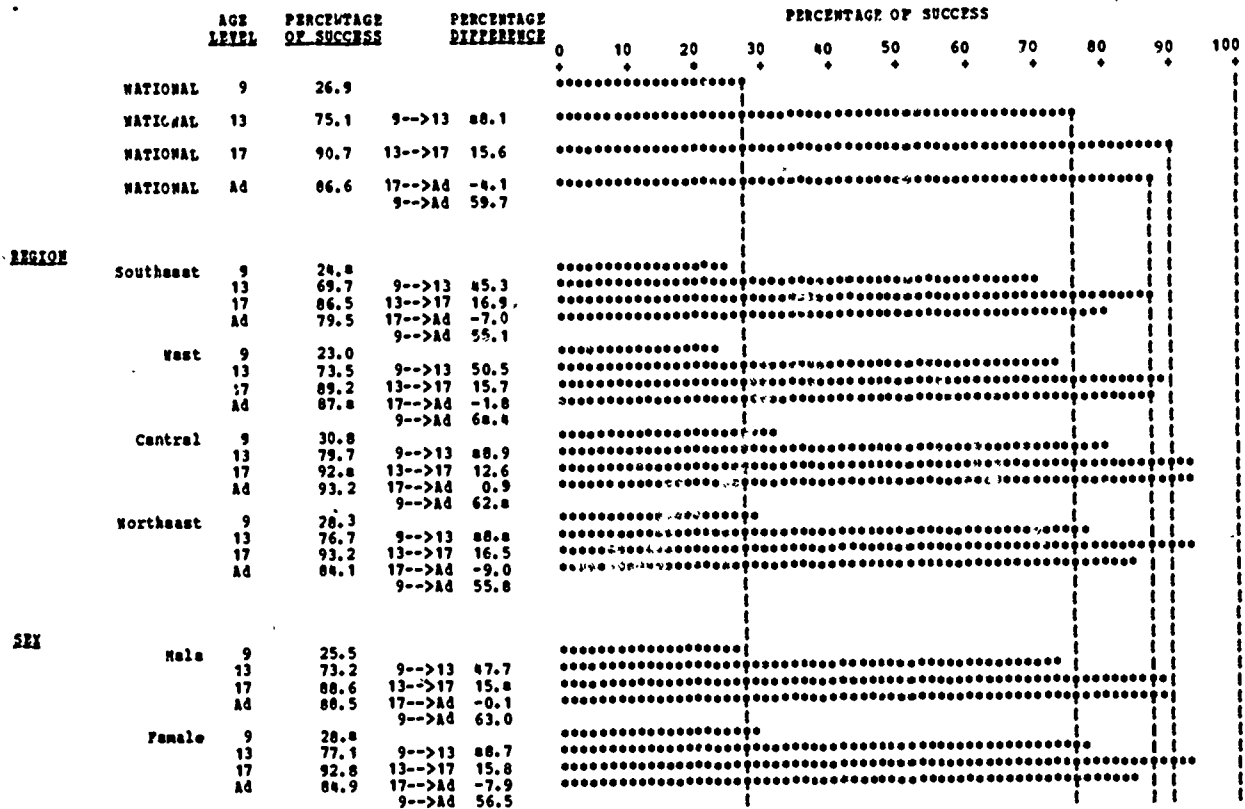 PERCENTAGE OF SUCCESS
AGE PERCENTAGE PERCENTAGE
LEVEL OF SUCCESS DIFFERENCE
0 10 20 30 40 50 60 70 80 90 100
NATIONAL 9 26.9
NATIONAL 13 75.1 9-->13 48.1
NATIONAL 17 90.7 13-->17 15.6
NATIONAL Ad 86.6 17-->Ad -4.1
9-->Ad 59.7
REGION
Southeast 9 24.4
13 69.7 9-->13 45.3
17 86.5 13-->17 16.9
Ad 79.5 17-->Ad -7.0
9-->Ad 55.1
West 9 23.0
13 73.5 9-->13 50.5
17 89.2 13-->17 15.7
Ad 87.4 17-->Ad -1.8
9-->Ad 64.4
Central 9 30.8
13 79.7 9-->13 48.9
17 92.4 13-->17 12.6
Ad 93.2 17-->Ad 0.9
9-->Ad 62.4
Northeast 9 28.3
13 76.7 9-->13 48.4
17 93.2 13-->17 16.5
Ad 84.1 17-->Ad -9.0
9-->Ad 55.8
SEX
Male 9 25.5
13 73.2 9-->13 47.7
17 88.6 13-->17 15.4
Ad 88.5 17-->Ad -0.1
9-->Ad 63.0
Female 9 28.4
13 77.1 9-->13 48.7
17 92.8 13-->17 15.8
Ad 84.9 17-->Ad -7.9
9-->Ad 56.5